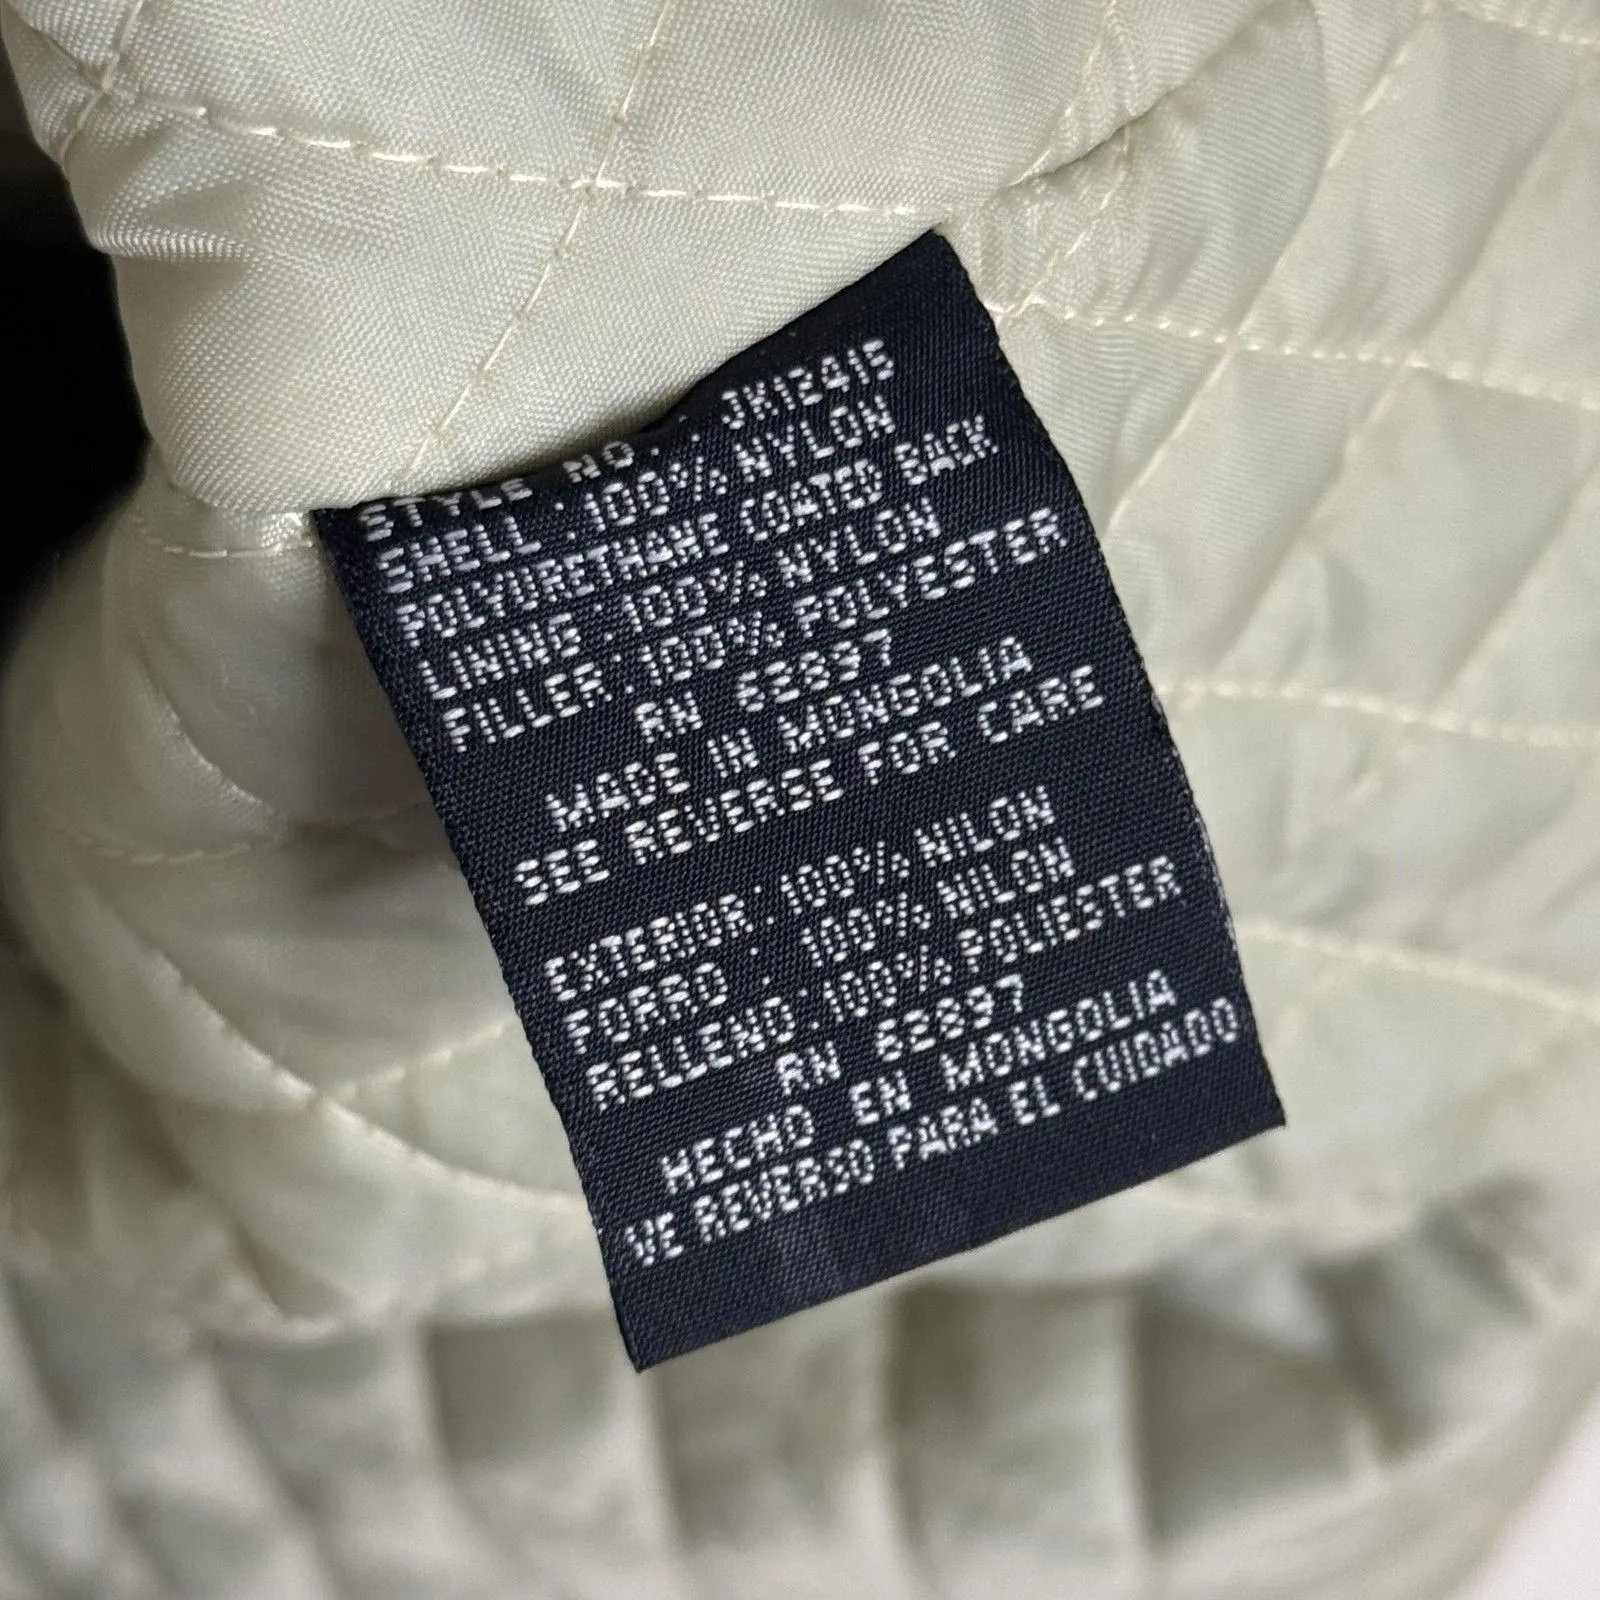 STYLE NO. : JK12415
SHELL : 100% NYLON
POLYURETHANE COATED BACK
LINING : 100% NYLON
FILLER : 100% POLYESTER
RN 62897
MADE IN MONGOLIA
SEE REVERSE FOR CARE
EXTERIOR : 100% NILON
FORRO : 100% NILON
RELLENO : 100% POLIESTER
RN 62897
HECHO EN MONGOLIA
VE REVERSO PARA EL CUIDADO